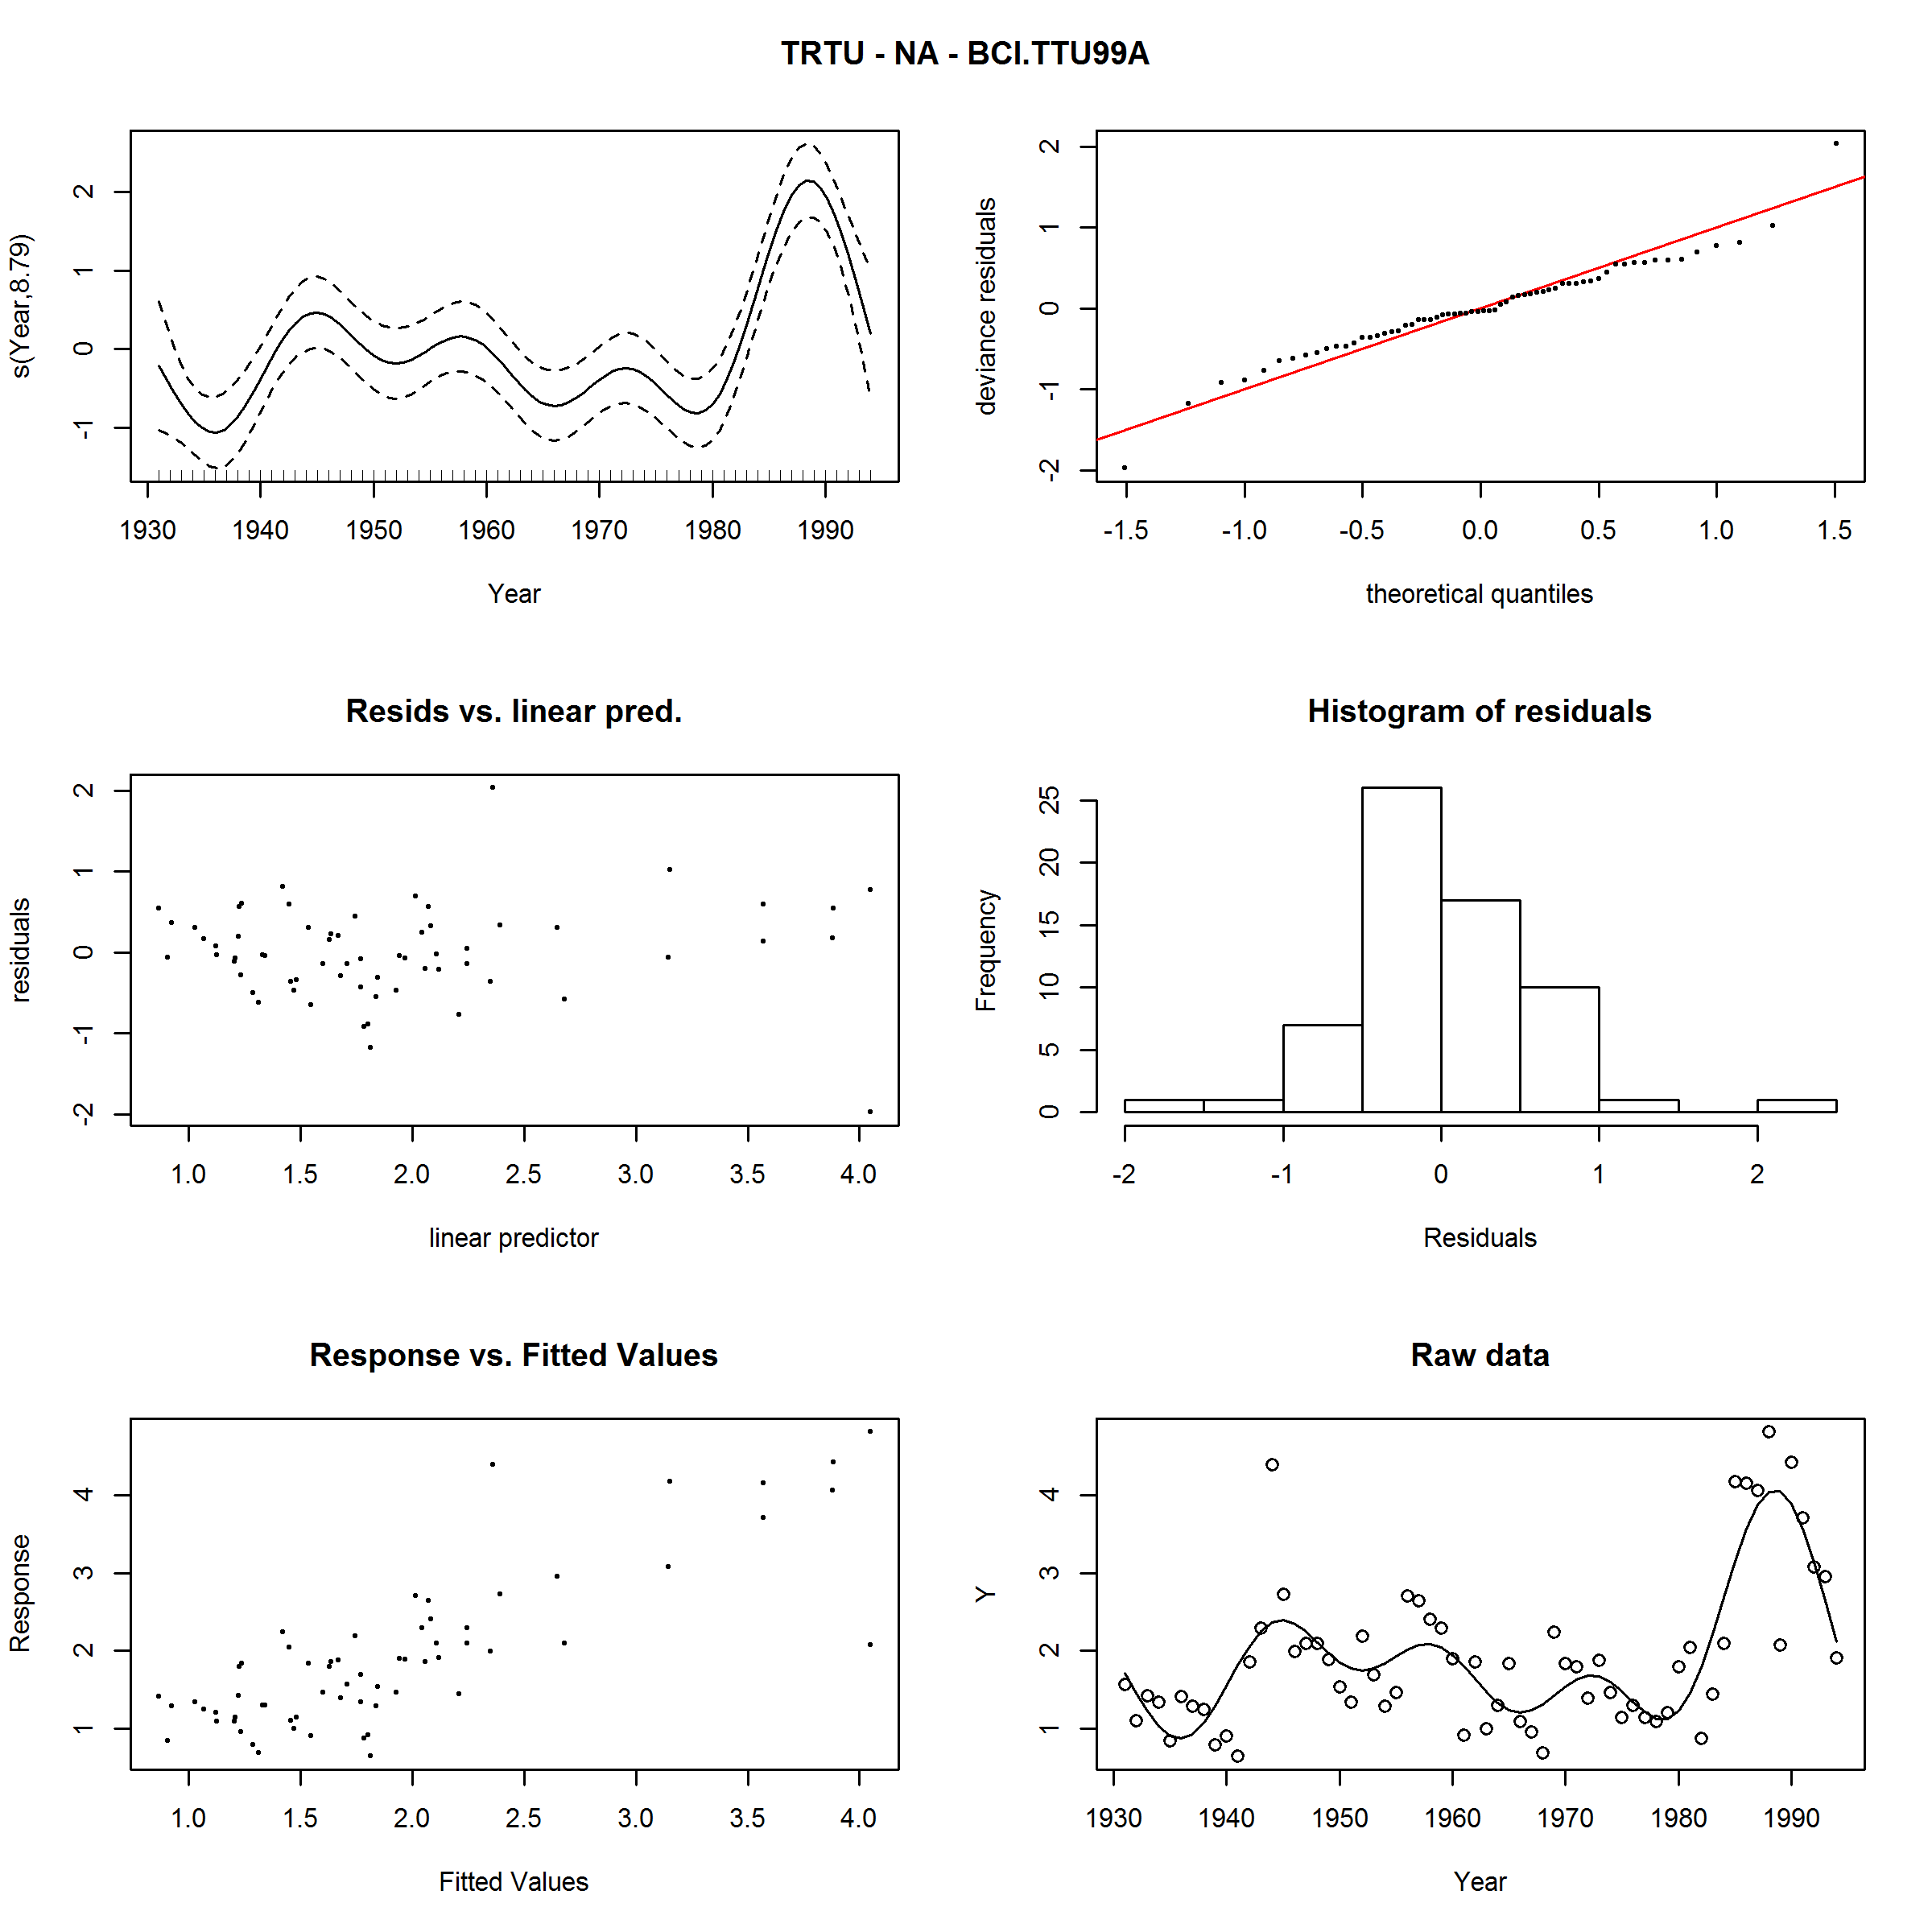 TRTU - NA - BCI.TTU99A
s(Year,8.79)
2
1
0
-1
1930 1940 1950 1960 1970 1980 1990
Year
deviance residuals
2
1
0
-1
-2
-1.5 -1.0 -0.5 0.0 0.5 1.0 1.5
theoretical quantiles
Resids vs. linear pred.
residuals
2
1
0
-1
-2
1.0 1.5 2.0 2.5 3.0 3.5 4.0
linear predictor
Histogram of residuals
Frequency
25
20
15
10
5
0
-2 -1 0 1 2
Residuals
Response vs. Fitted Values
Response
4
3
2
1
1.0 1.5 2.0 2.5 3.0 3.5 4.0
Fitted Values
Raw data
Y
4
3
2
1
1930 1940 1950 1960 1970 1980 1990
Year